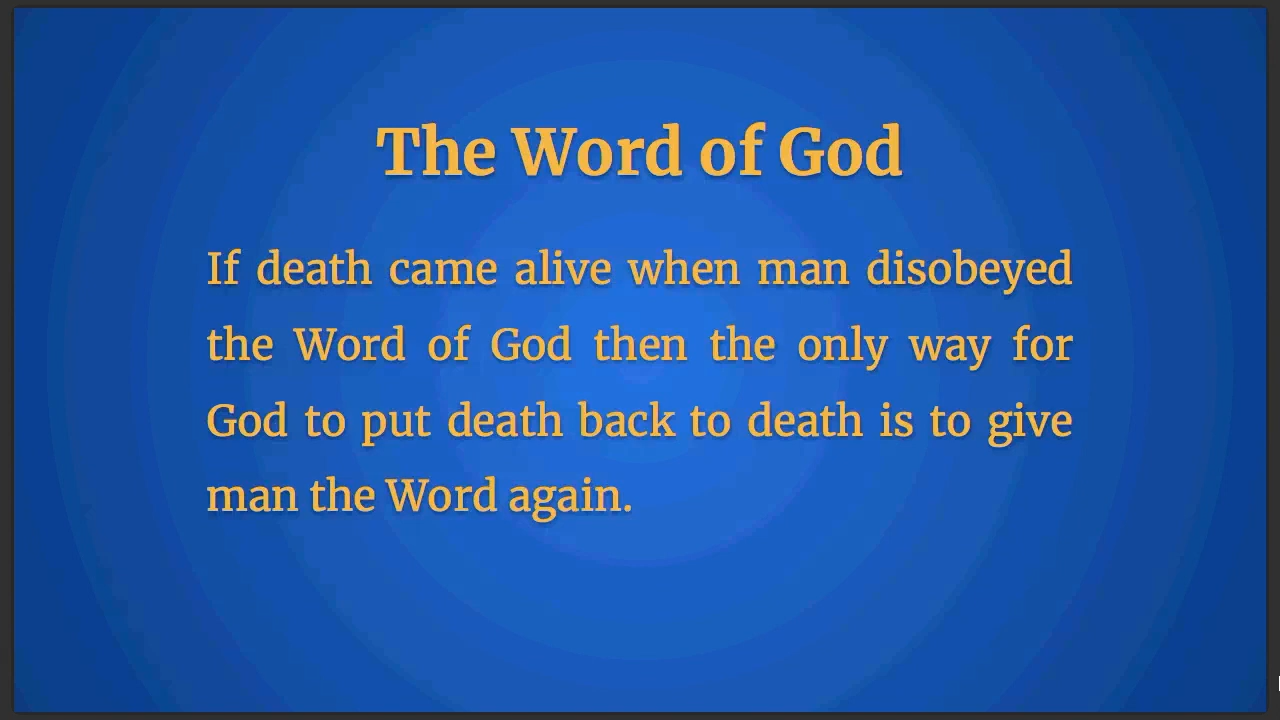 The Word of God
If death came alive when man disobeyed
the Word of God then the only way for
God to put death back to death is to give
man the Word again.